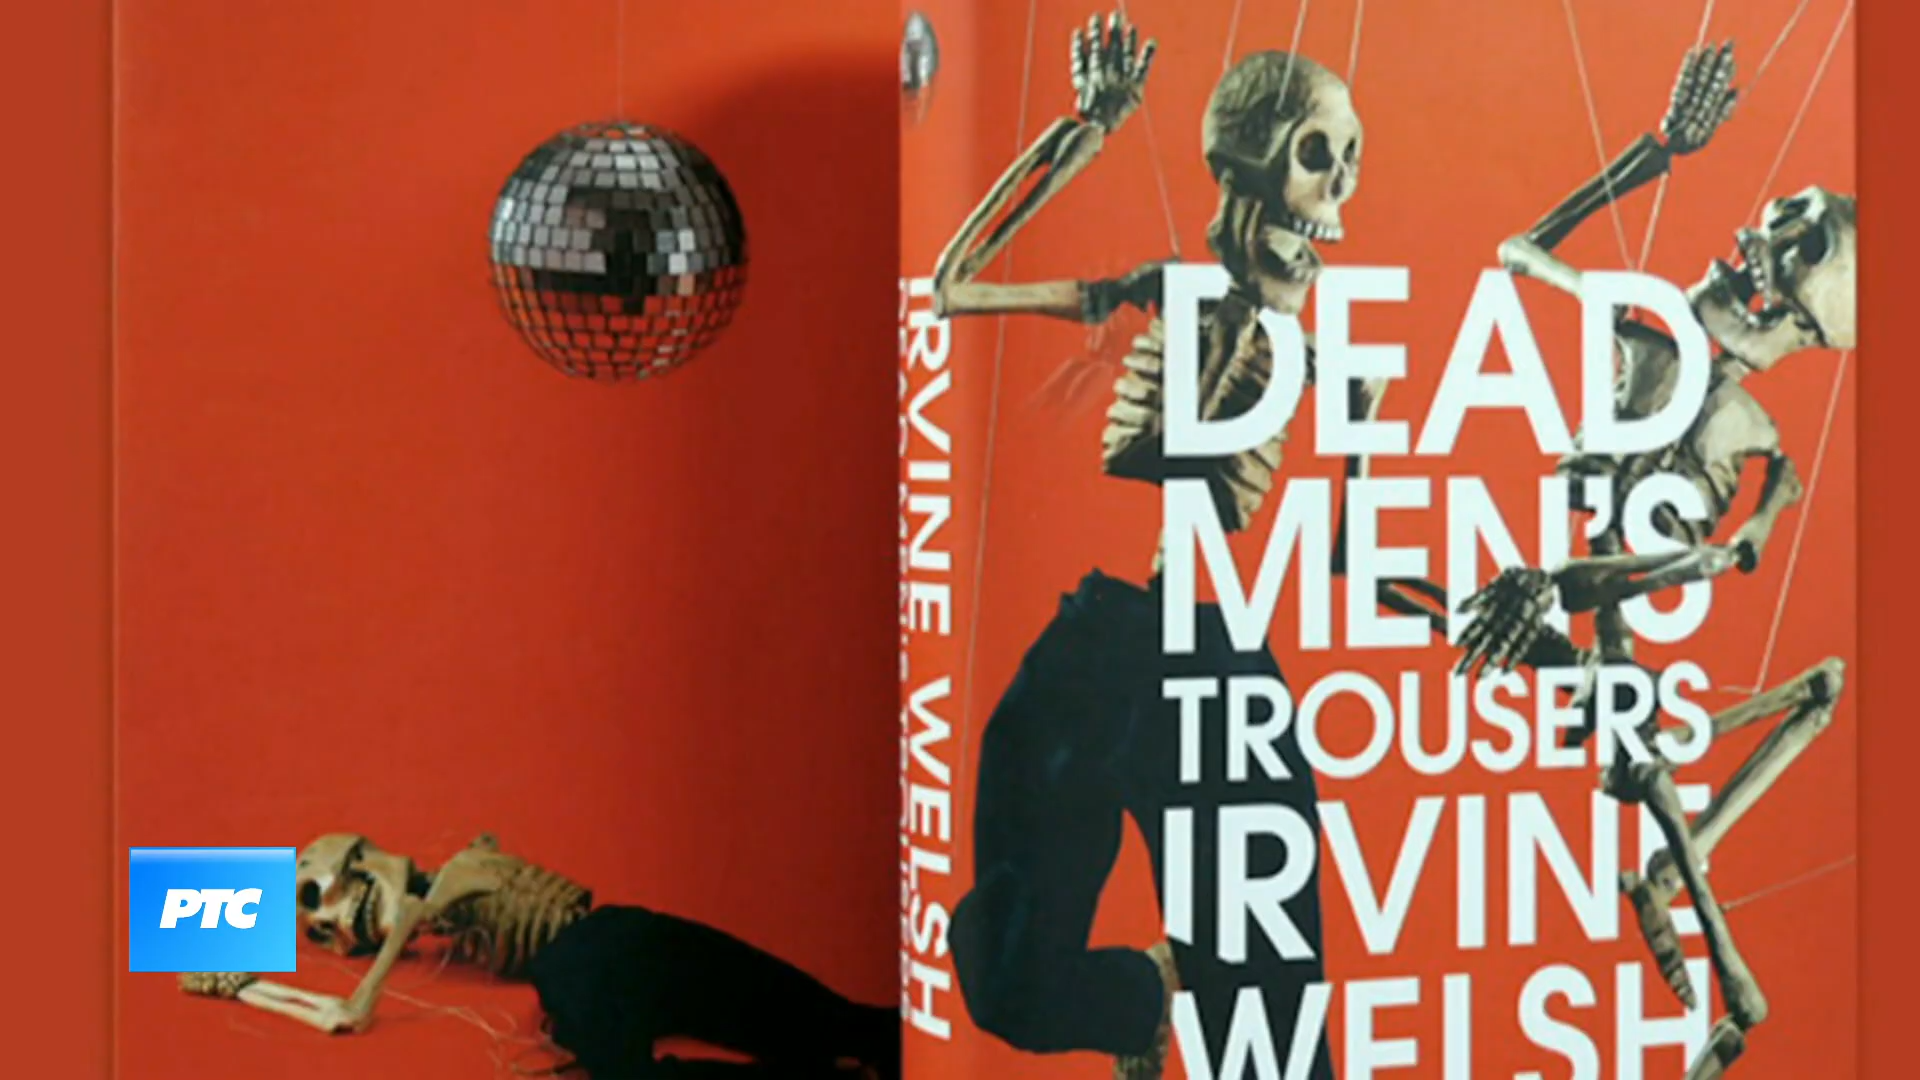 IRVINE WELSH
DEAD
MEN'S
TROUSERS
IRVINE
WELSH
РТС